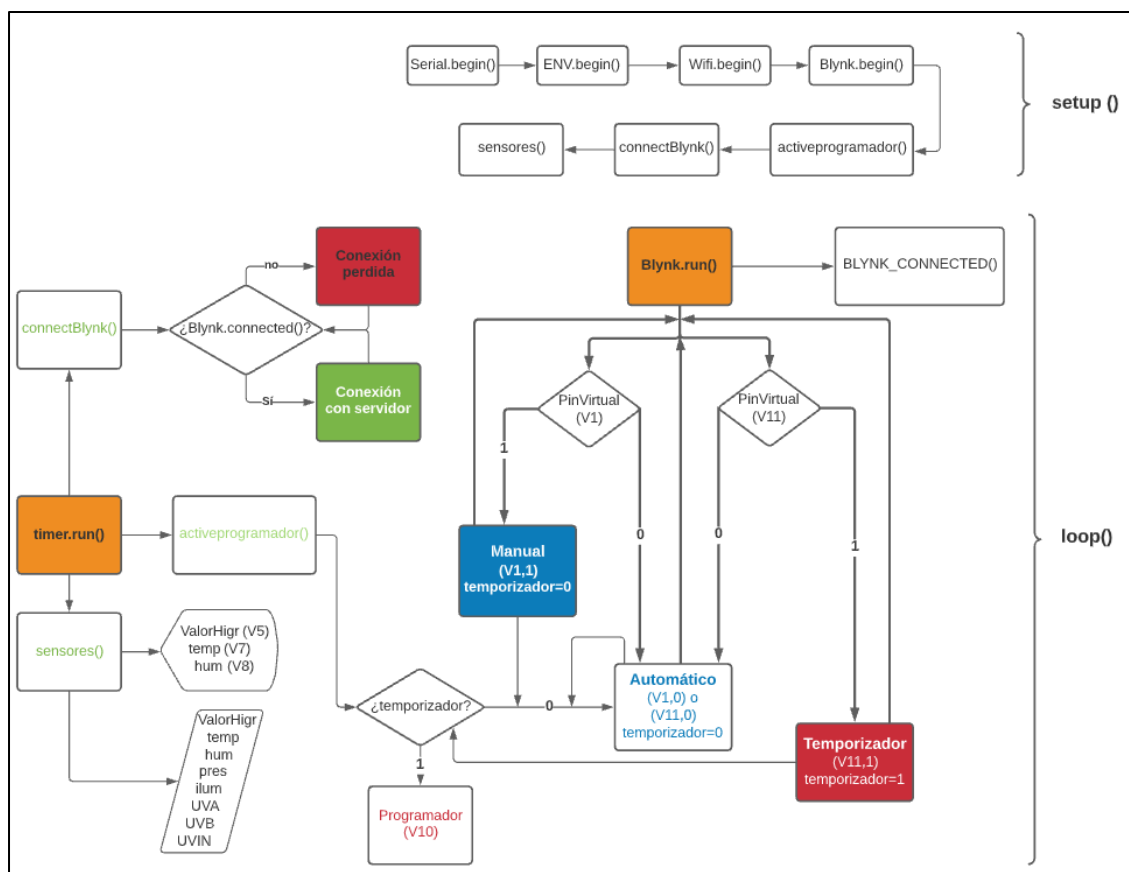 Serial.begin()
ENV.begin()
Wifi.begin()
Blynk.begin()
setup ()
sensores()
connectBlynk()
activeprogramador()
Conexión
perdida
no
connectBlynk()
¿Blynk.connected()?
Sí
Conexión
con servidor
Blynk.run()
BLYNK_CONNECTED()
PinVirtual
(V1)
PinVirtual
(V11)
1
0
0
1
timer.run()
activeprogramador()
Manual
(V1,1)
temporizador=0
loop()
sensores()
ValorHigr (V5)
temp (V7)
hum (V8)
¿temporizador?
0
1
Automático
(V1,0) o
(V11,0)
temporizador=0
Temporizador
(V11,1)
temporizador=1
ValorHigr
temp
hum
pres
ilum
UVA
UVB
UVIN
Programador
(V10)